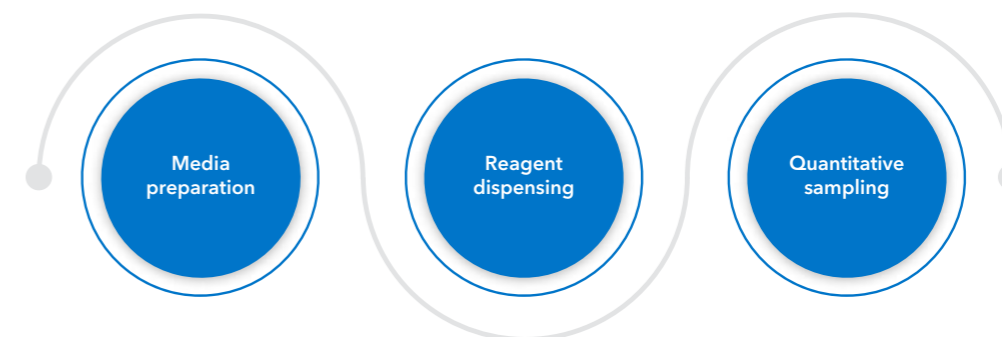 Media
preparation
Reagent
dispensing
Quantitative
sampling